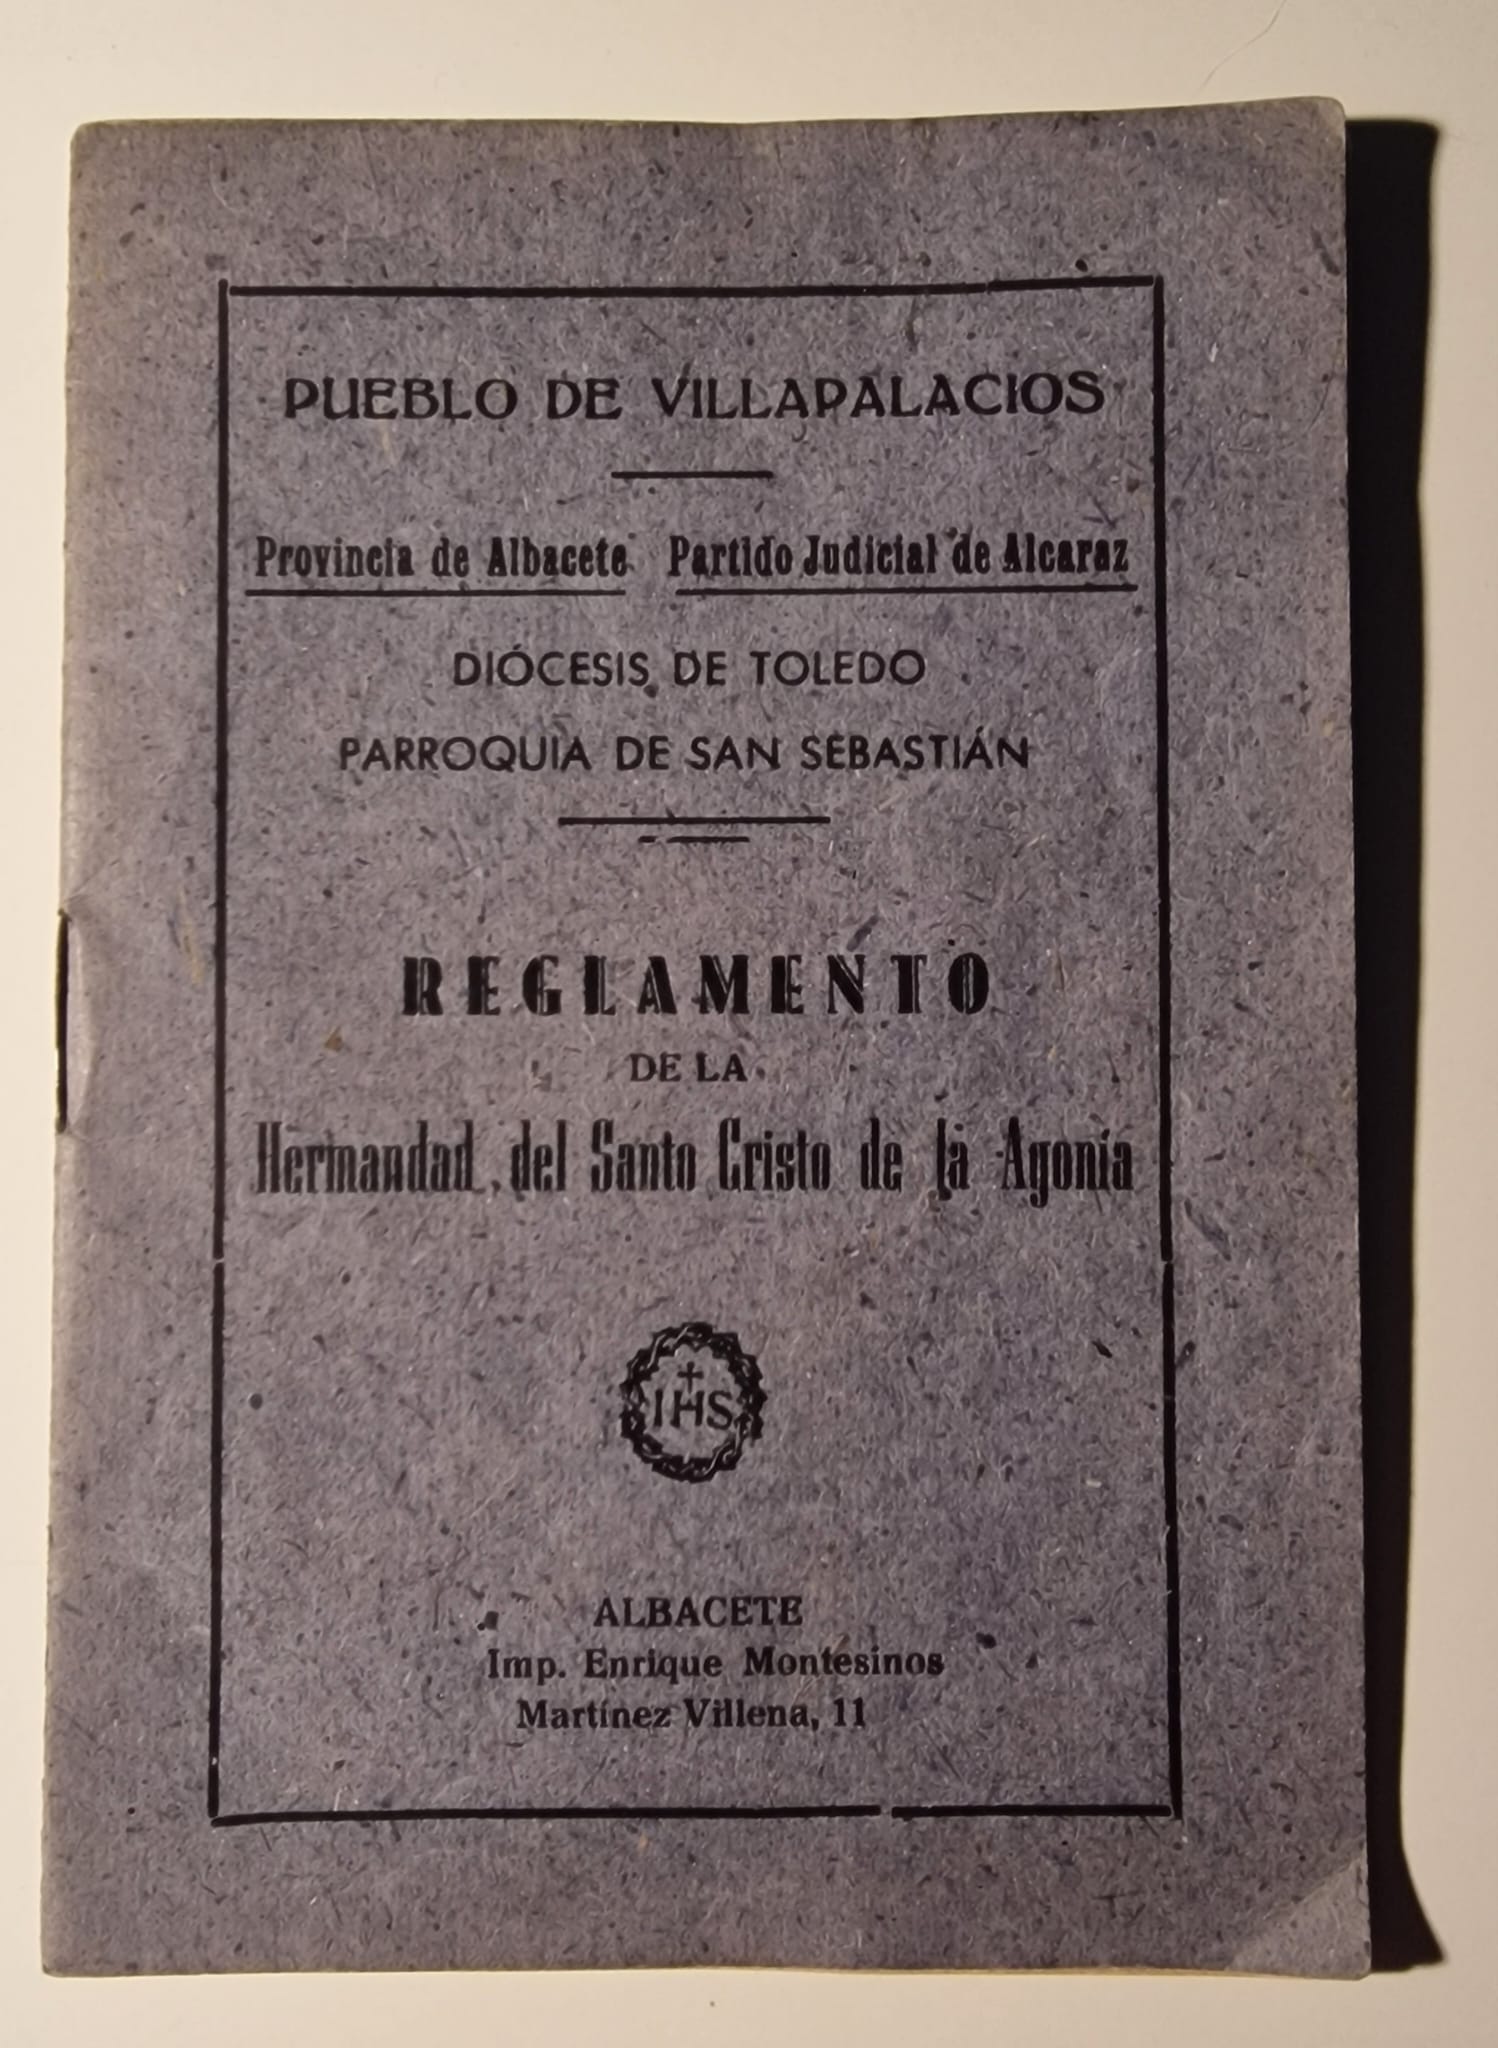 PUEBLO DE VILLAPALACIOS
Provincia de Albacete Partido Judicial de Alcaraz
DIÓCESIS DE TOLEDO
PARROQUIA DE SAN SEBASTIÁN
REGLAMENTO
DE LA
Hermandad del Santo Cristo de la Agonía
IHS
ALBACETE
Imp. Enrique Montesinos
Martínez Villena, 11